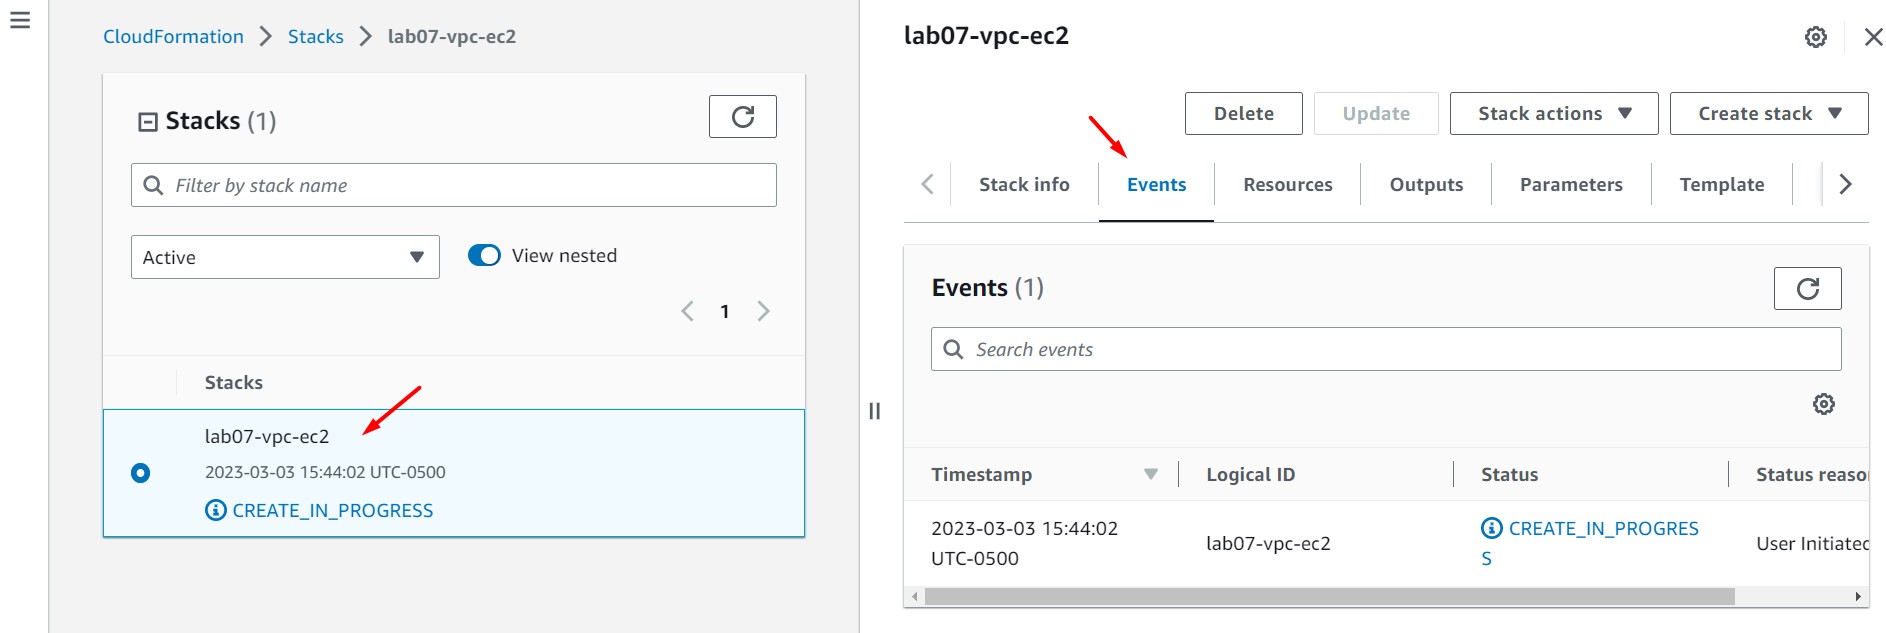 CloudFormation > Stacks > lab07-vpc-ec2
Stacks (1)
Filter by stack name
Active
View nested
1
Stacks
lab07-vpc-ec2
2023-03-03 15:44:02 UTC-0500
CREATE_IN_PROGRESS
lab07-vpc-ec2
Delete Update Stack actions Create stack
Stack info Events Resources Outputs Parameters Template
Events (1)
Search events
Timestamp Logical ID Status Status reaso
2023-03-03 15:44:02
UTC-0500
lab07-vpc-ec2
CREATE_IN_PROGRES
S
User Initiated